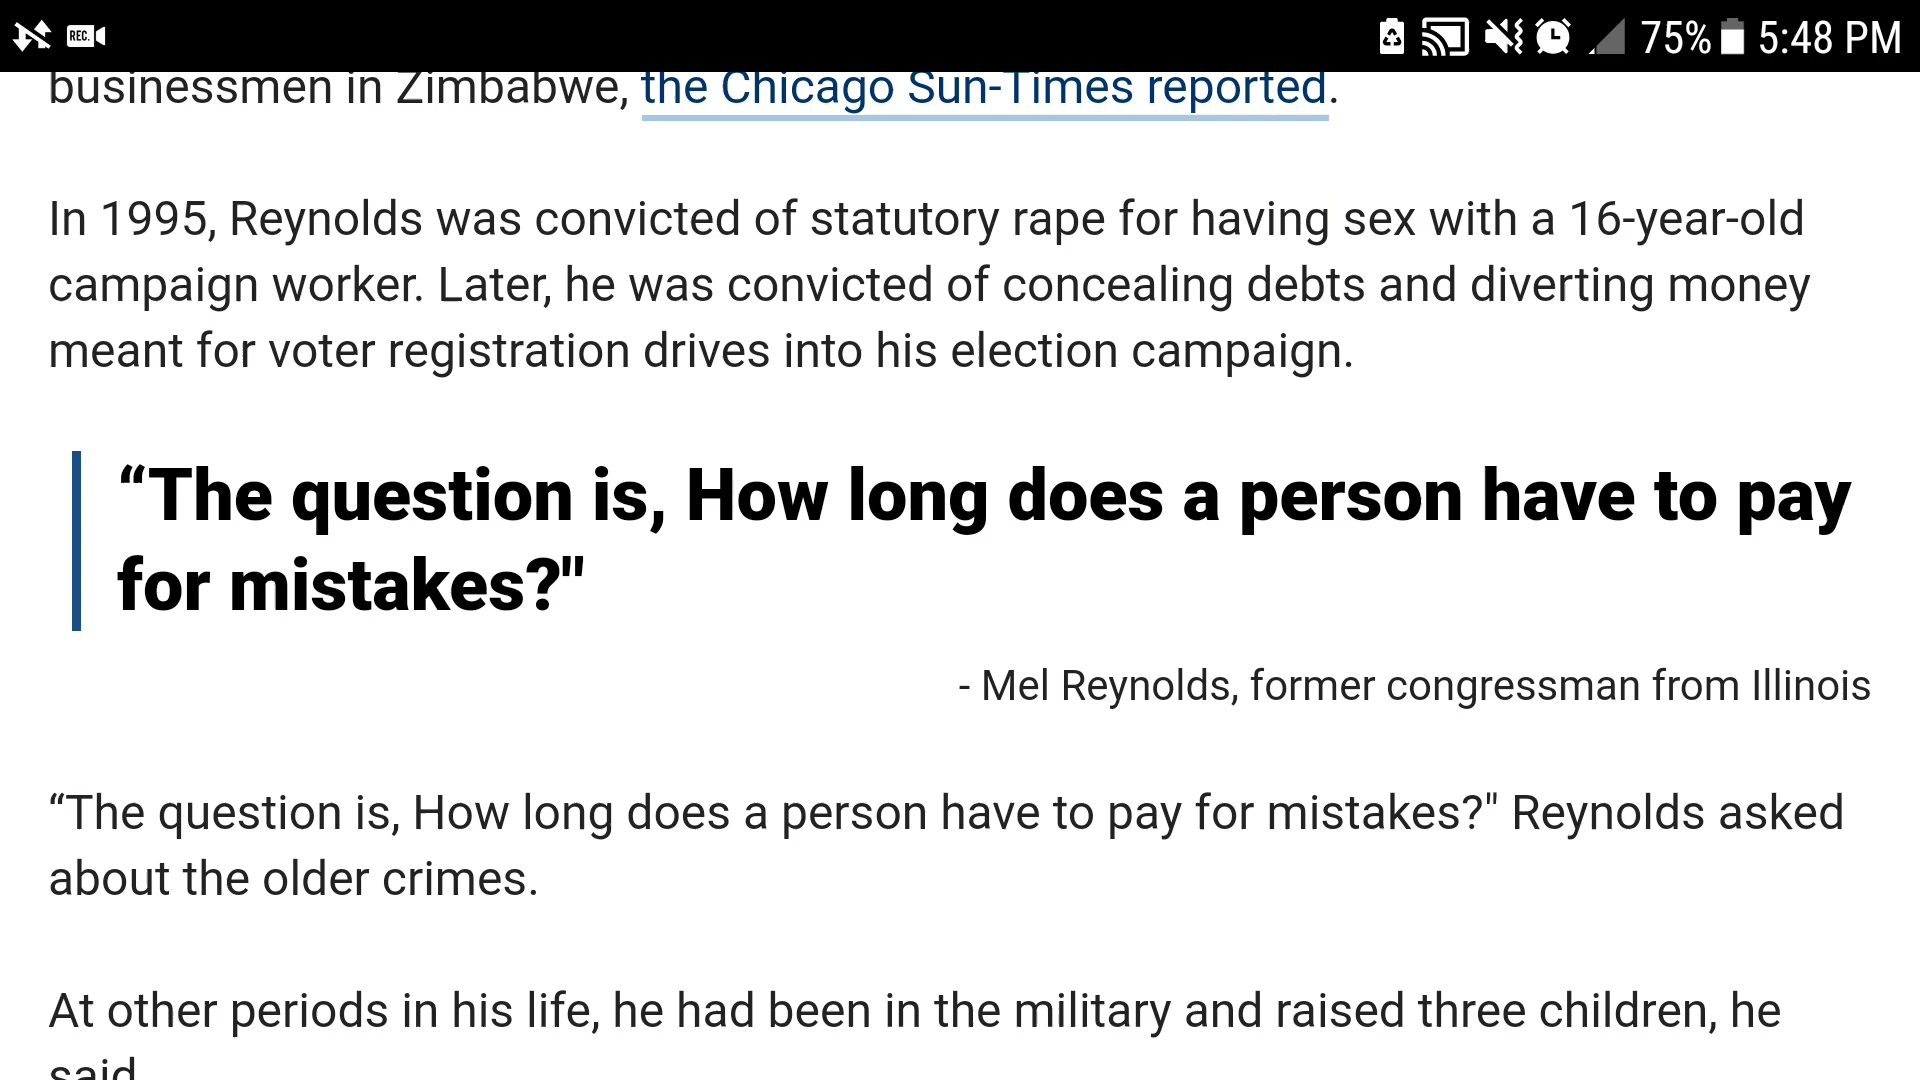 REC.
75% 5:48 PM
businessmen in Zimbabwe, the Chicago Sun-Times reported.
In 1995, Reynolds was convicted of statutory rape for having sex with a 16-year-old
campaign worker. Later, he was convicted of concealing debts and diverting money
meant for voter registration drives into his election campaign.
“The question is, How long does a person have to pay
for mistakes?"
- Mel Reynolds, former congressman from Illinois
“The question is, How long does a person have to pay for mistakes?" Reynolds asked
about the older crimes.
At other periods in his life, he had been in the military and raised three children, he
said